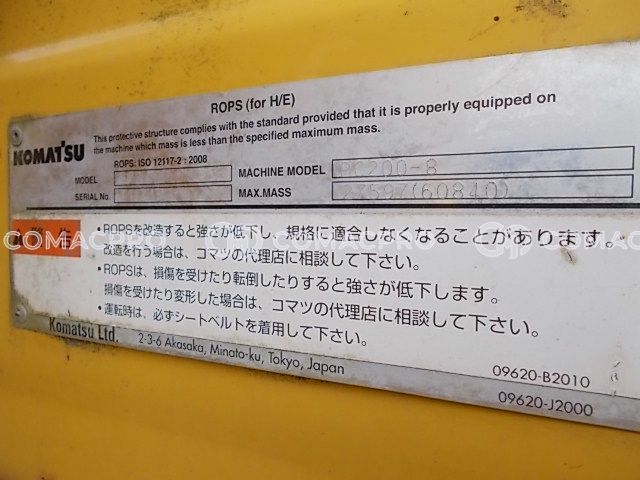 ROPS (for H/E)
This protective structure complies with the standard provided that it is properly equipped on
the machine which mass is less than the specified maximum mass.
KOMATSU
ROPS: ISO 12117-2 : 2008
MODEL
MACHINE MODEL PC200-8
SERIAL No.
MAX.MASS
・ROPSを改造すると強さが低下し、規格に適合しなくなることがあります。
改造を行う場合は、コマツの代理店に相談して下さい。
・ROPSは、損傷を受けたり転倒したりすると強さが低下します。
損傷を受けたり変形した場合は、コマツの代理店に相談して下さい。
・運転時は、必ずシートベルトを着用して下さい。
Komatsu Ltd. 2-3-6 Akasaka, Minato-ku, Tokyo, Japan
09620-B2010
09620-J2000
COMACPRO